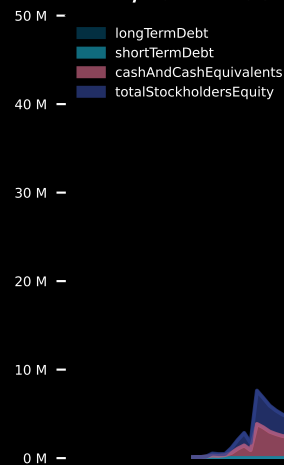 50 M
longTermDebt
shortTermDebt
cashAndCashEquivalents
totalStockholdersEquity
40 M
30 M
20 M
10 M
0 M